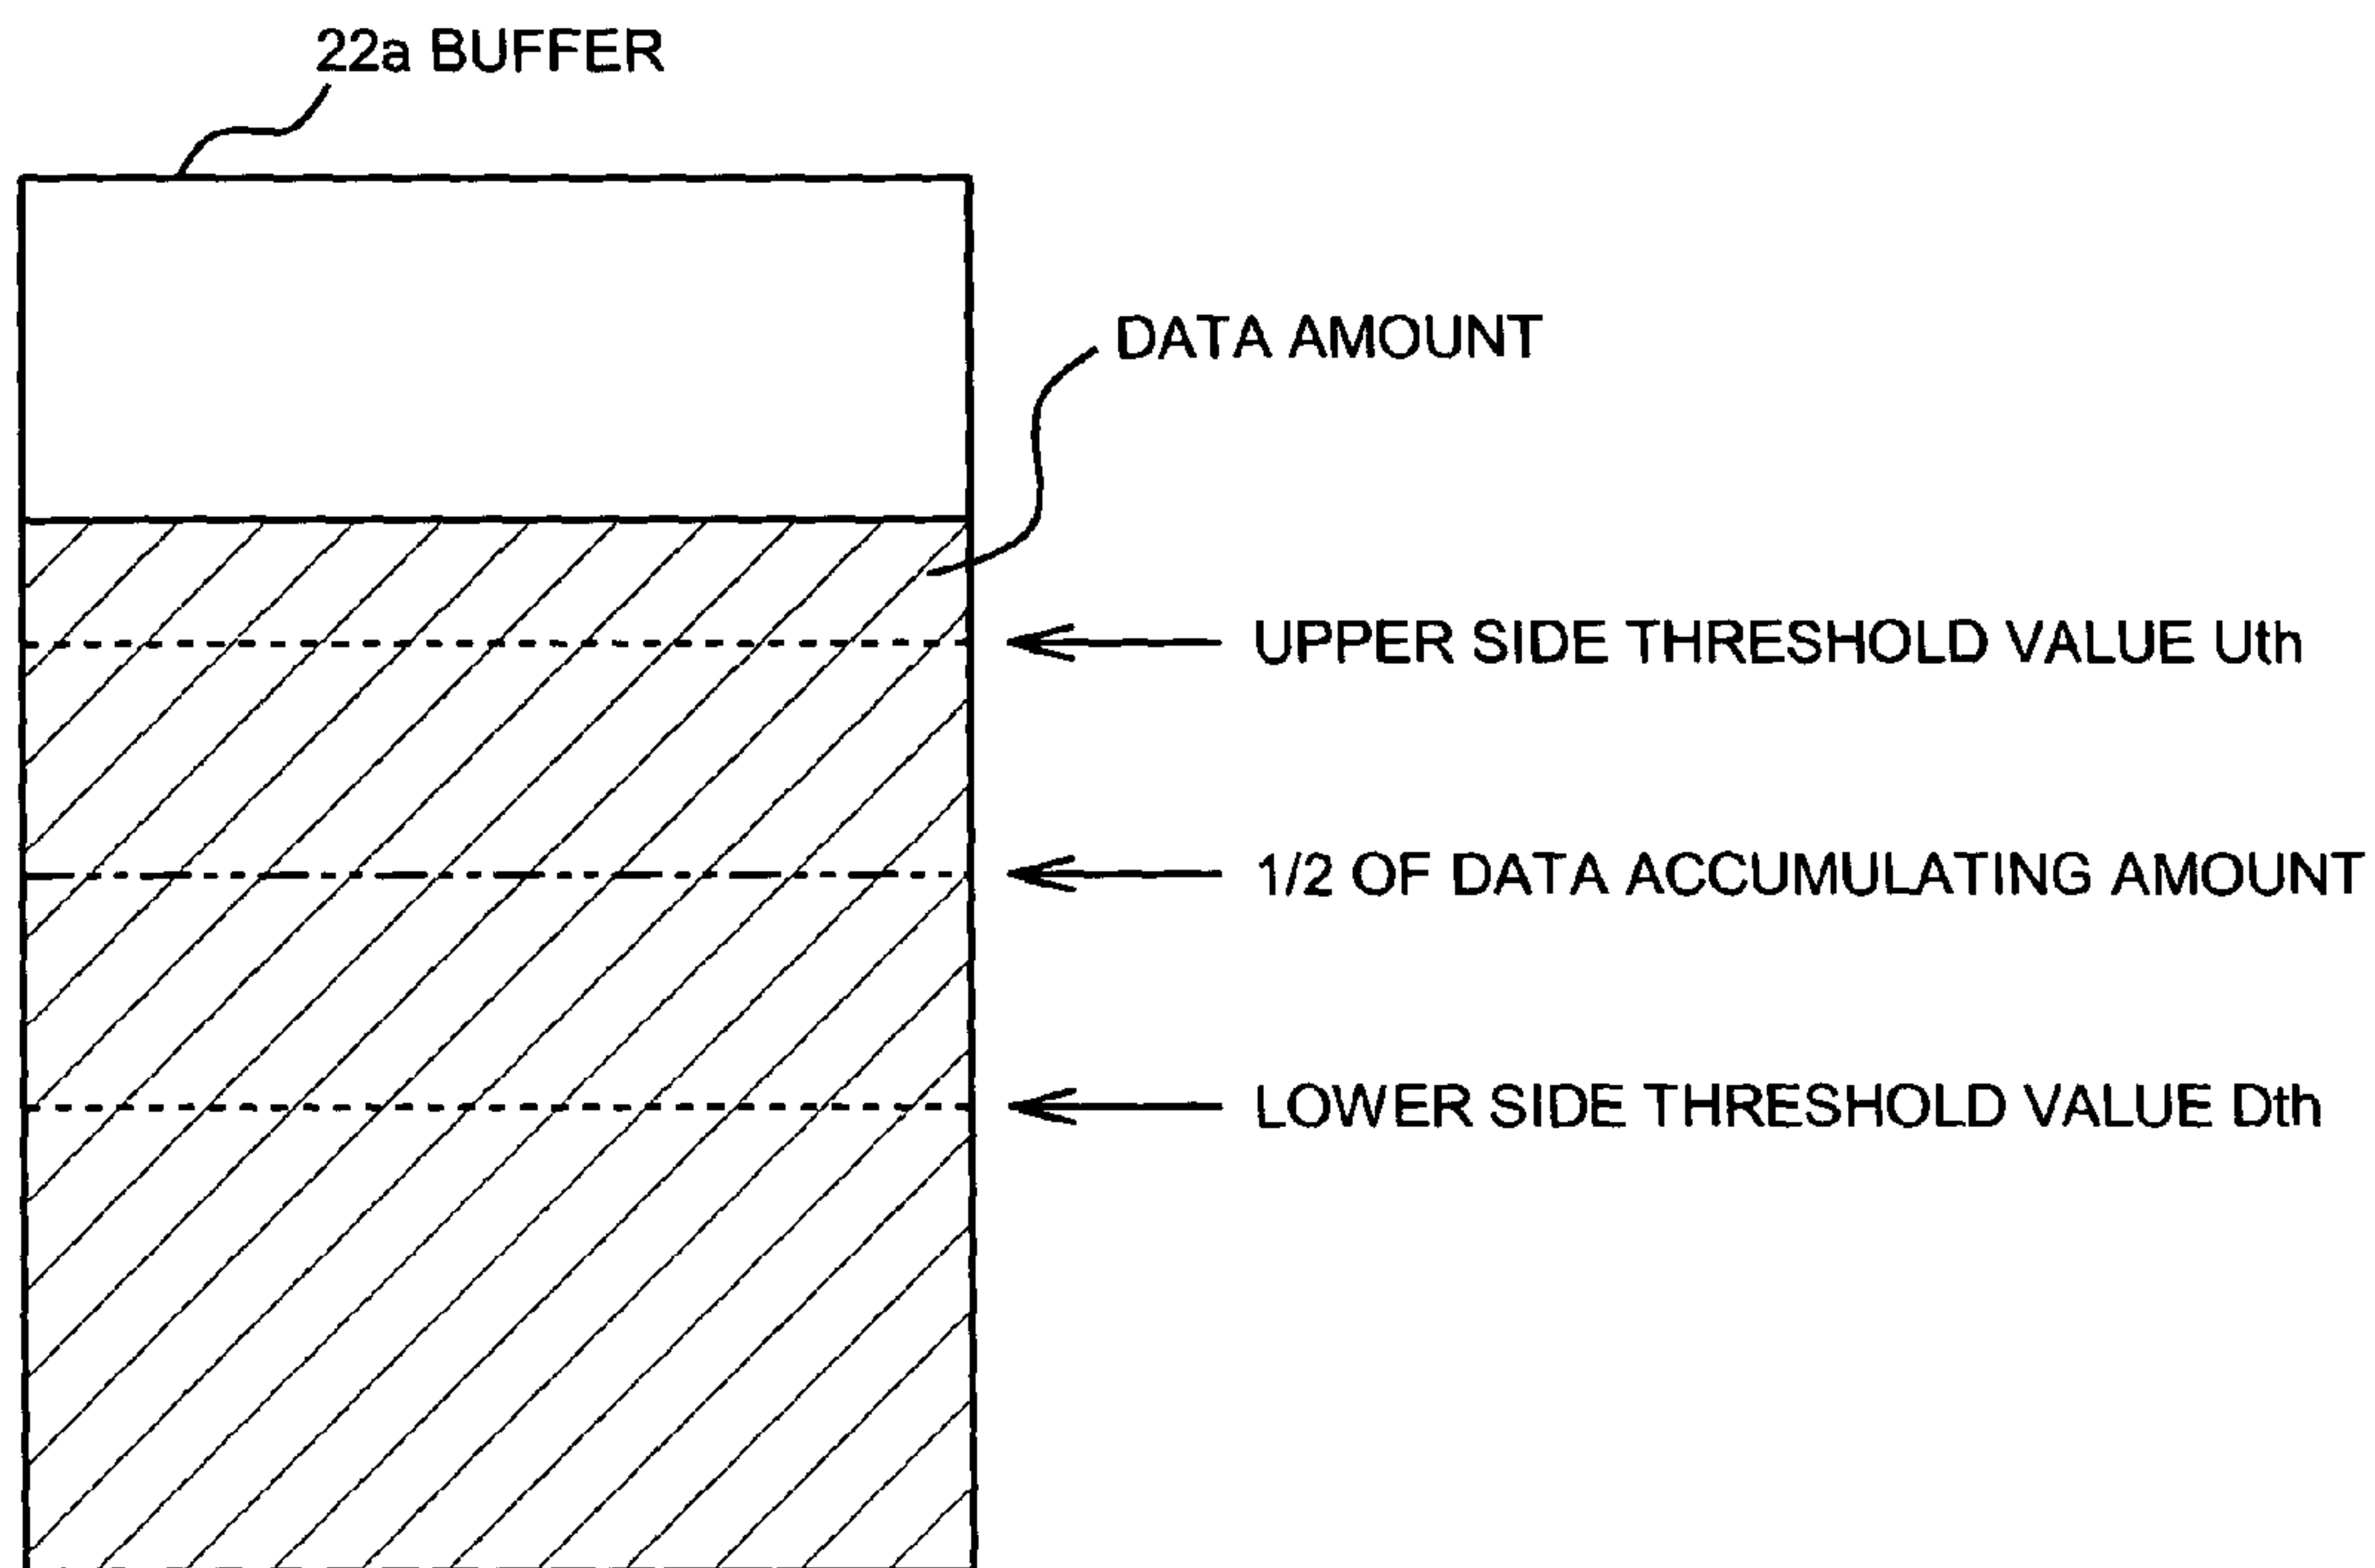 22a BUFFER
DATA AMOUNT
UPPER SIDE THRESHOLD VALUE Uth
1/2 OF DATA ACCUMULATING AMOUNT
LOWER SIDE THRESHOLD VALUE Dth